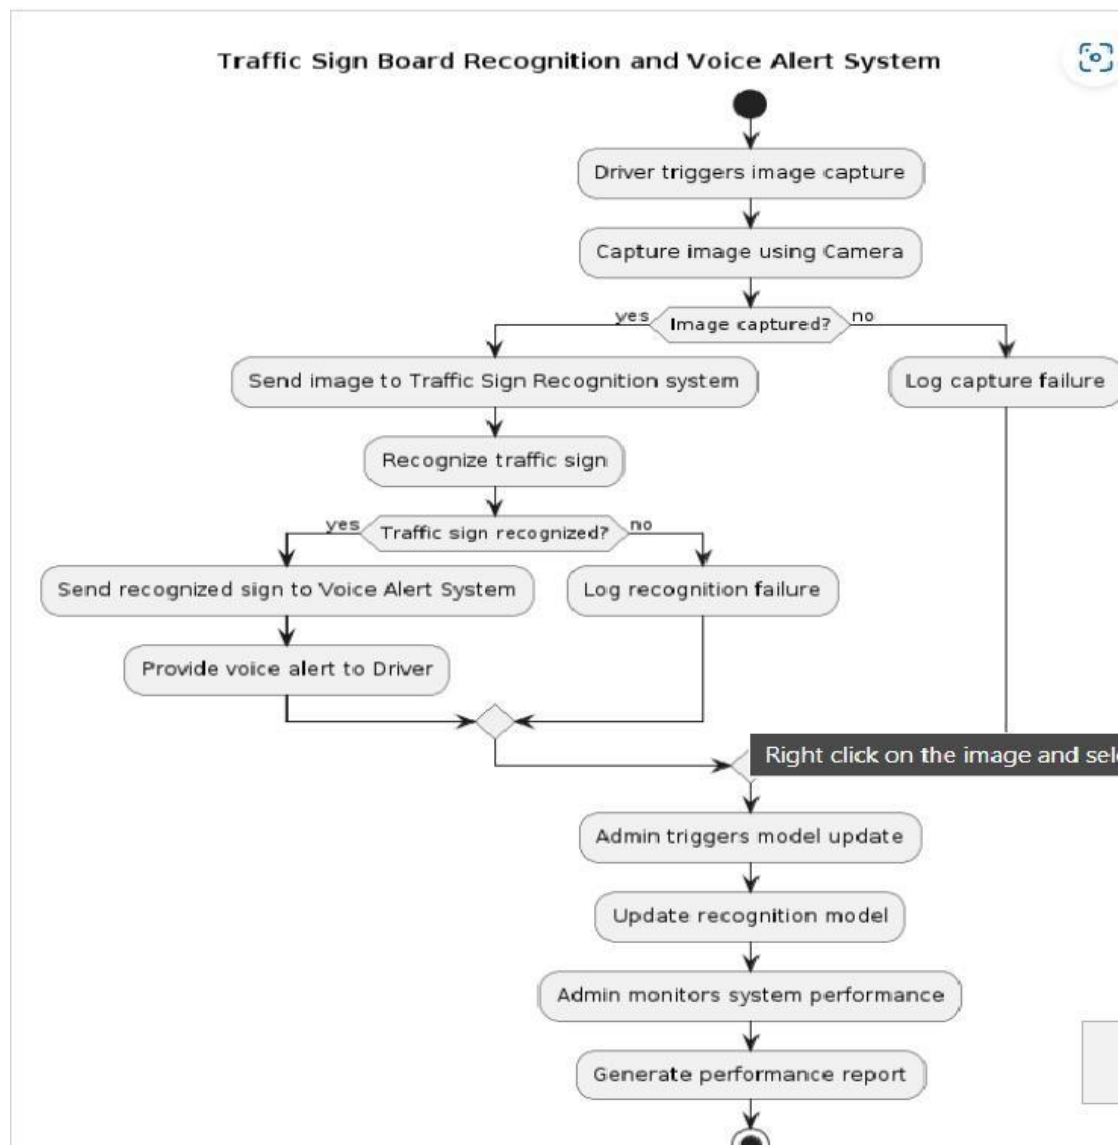 Traffic Sign Board Recognition and Voice Alert System
Driver triggers image capture
Capture image using Camera
yes
Image captured?
no
Send image to Traffic Sign Recognition system
Log capture failure
Recognize traffic sign
yes
Traffic sign recognized?
no
Send recognized sign to Voice Alert System
Log recognition failure
Provide voice alert to Driver
Right click on the image and sel
Admin triggers model update
Update recognition model
Admin monitors system performance
Generate performance report